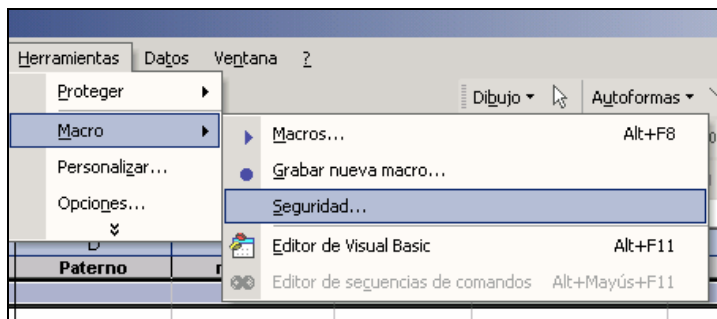 Herramientas Datos Ventana ?
Proteger
Dibujo Autoformas
Macro
Macros... Alt+F8
Personalizar...
Grabar nueva macro...
Opciones...
Seguridad...
D
Editor de Visual Basic Alt+F11
Paterno
Editor de secuencias de comandos Alt+Mayús+F11